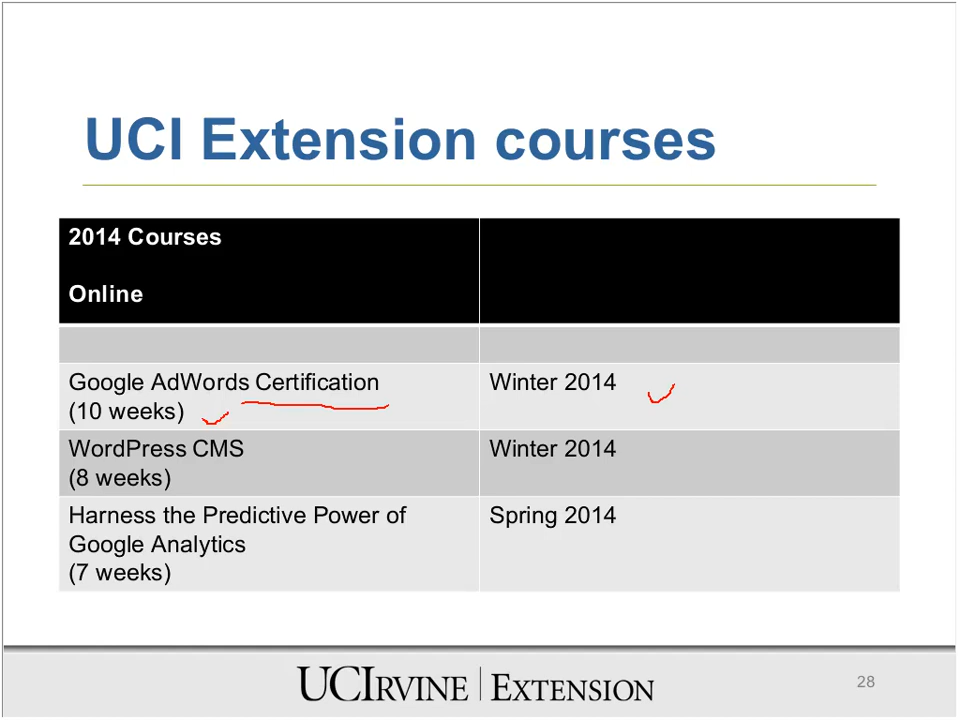 UCI Extension courses
2014 Courses
Online
Google AdWords Certification
(10 weeks)
Winter 2014
WordPress CMS
(8 weeks)
Winter 2014
Harness the Predictive Power of
Google Analytics
(7 weeks)
Spring 2014
UCIRVINE | EXTENSION
28